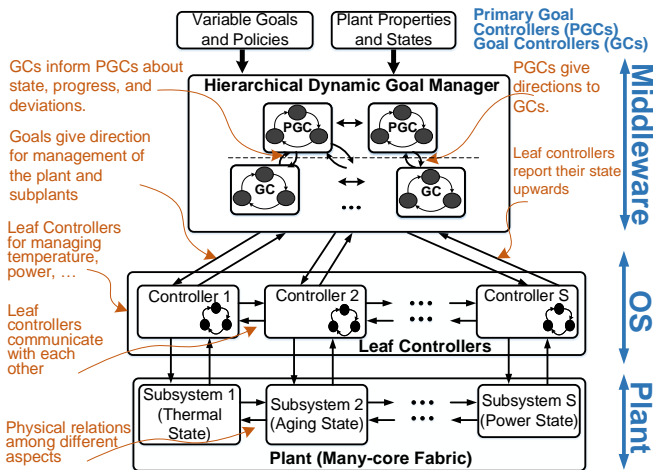 Variable Goals
and Policies
Plant Properties
and States
Primary Goal
Controllers (PGCs)
Goal Controllers (GCs)
GCs inform PGCs about
state, progress, and
deviations.
Hierarchical Dynamic Goal Manager
PGCs give
directions to
GCs.
PGC
PGC
Goals give direction
for management of
the plant and
subplants
GC
GC
...
Leaf controllers
report their state
upwards
Middleware
Leaf Controllers
for managing
temperature,
power, …
Controller 1
Controller 2
...
...
Controller S
Leaf
controllers
communicate
with each
other
Leaf Controllers
OS
Subsystem 1
(Thermal
State)
Subsystem 2
(Aging State)
...
...
Subsystem S
(Power State)
Physical relations
among different
aspects
Plant (Many-core Fabric)
Plant